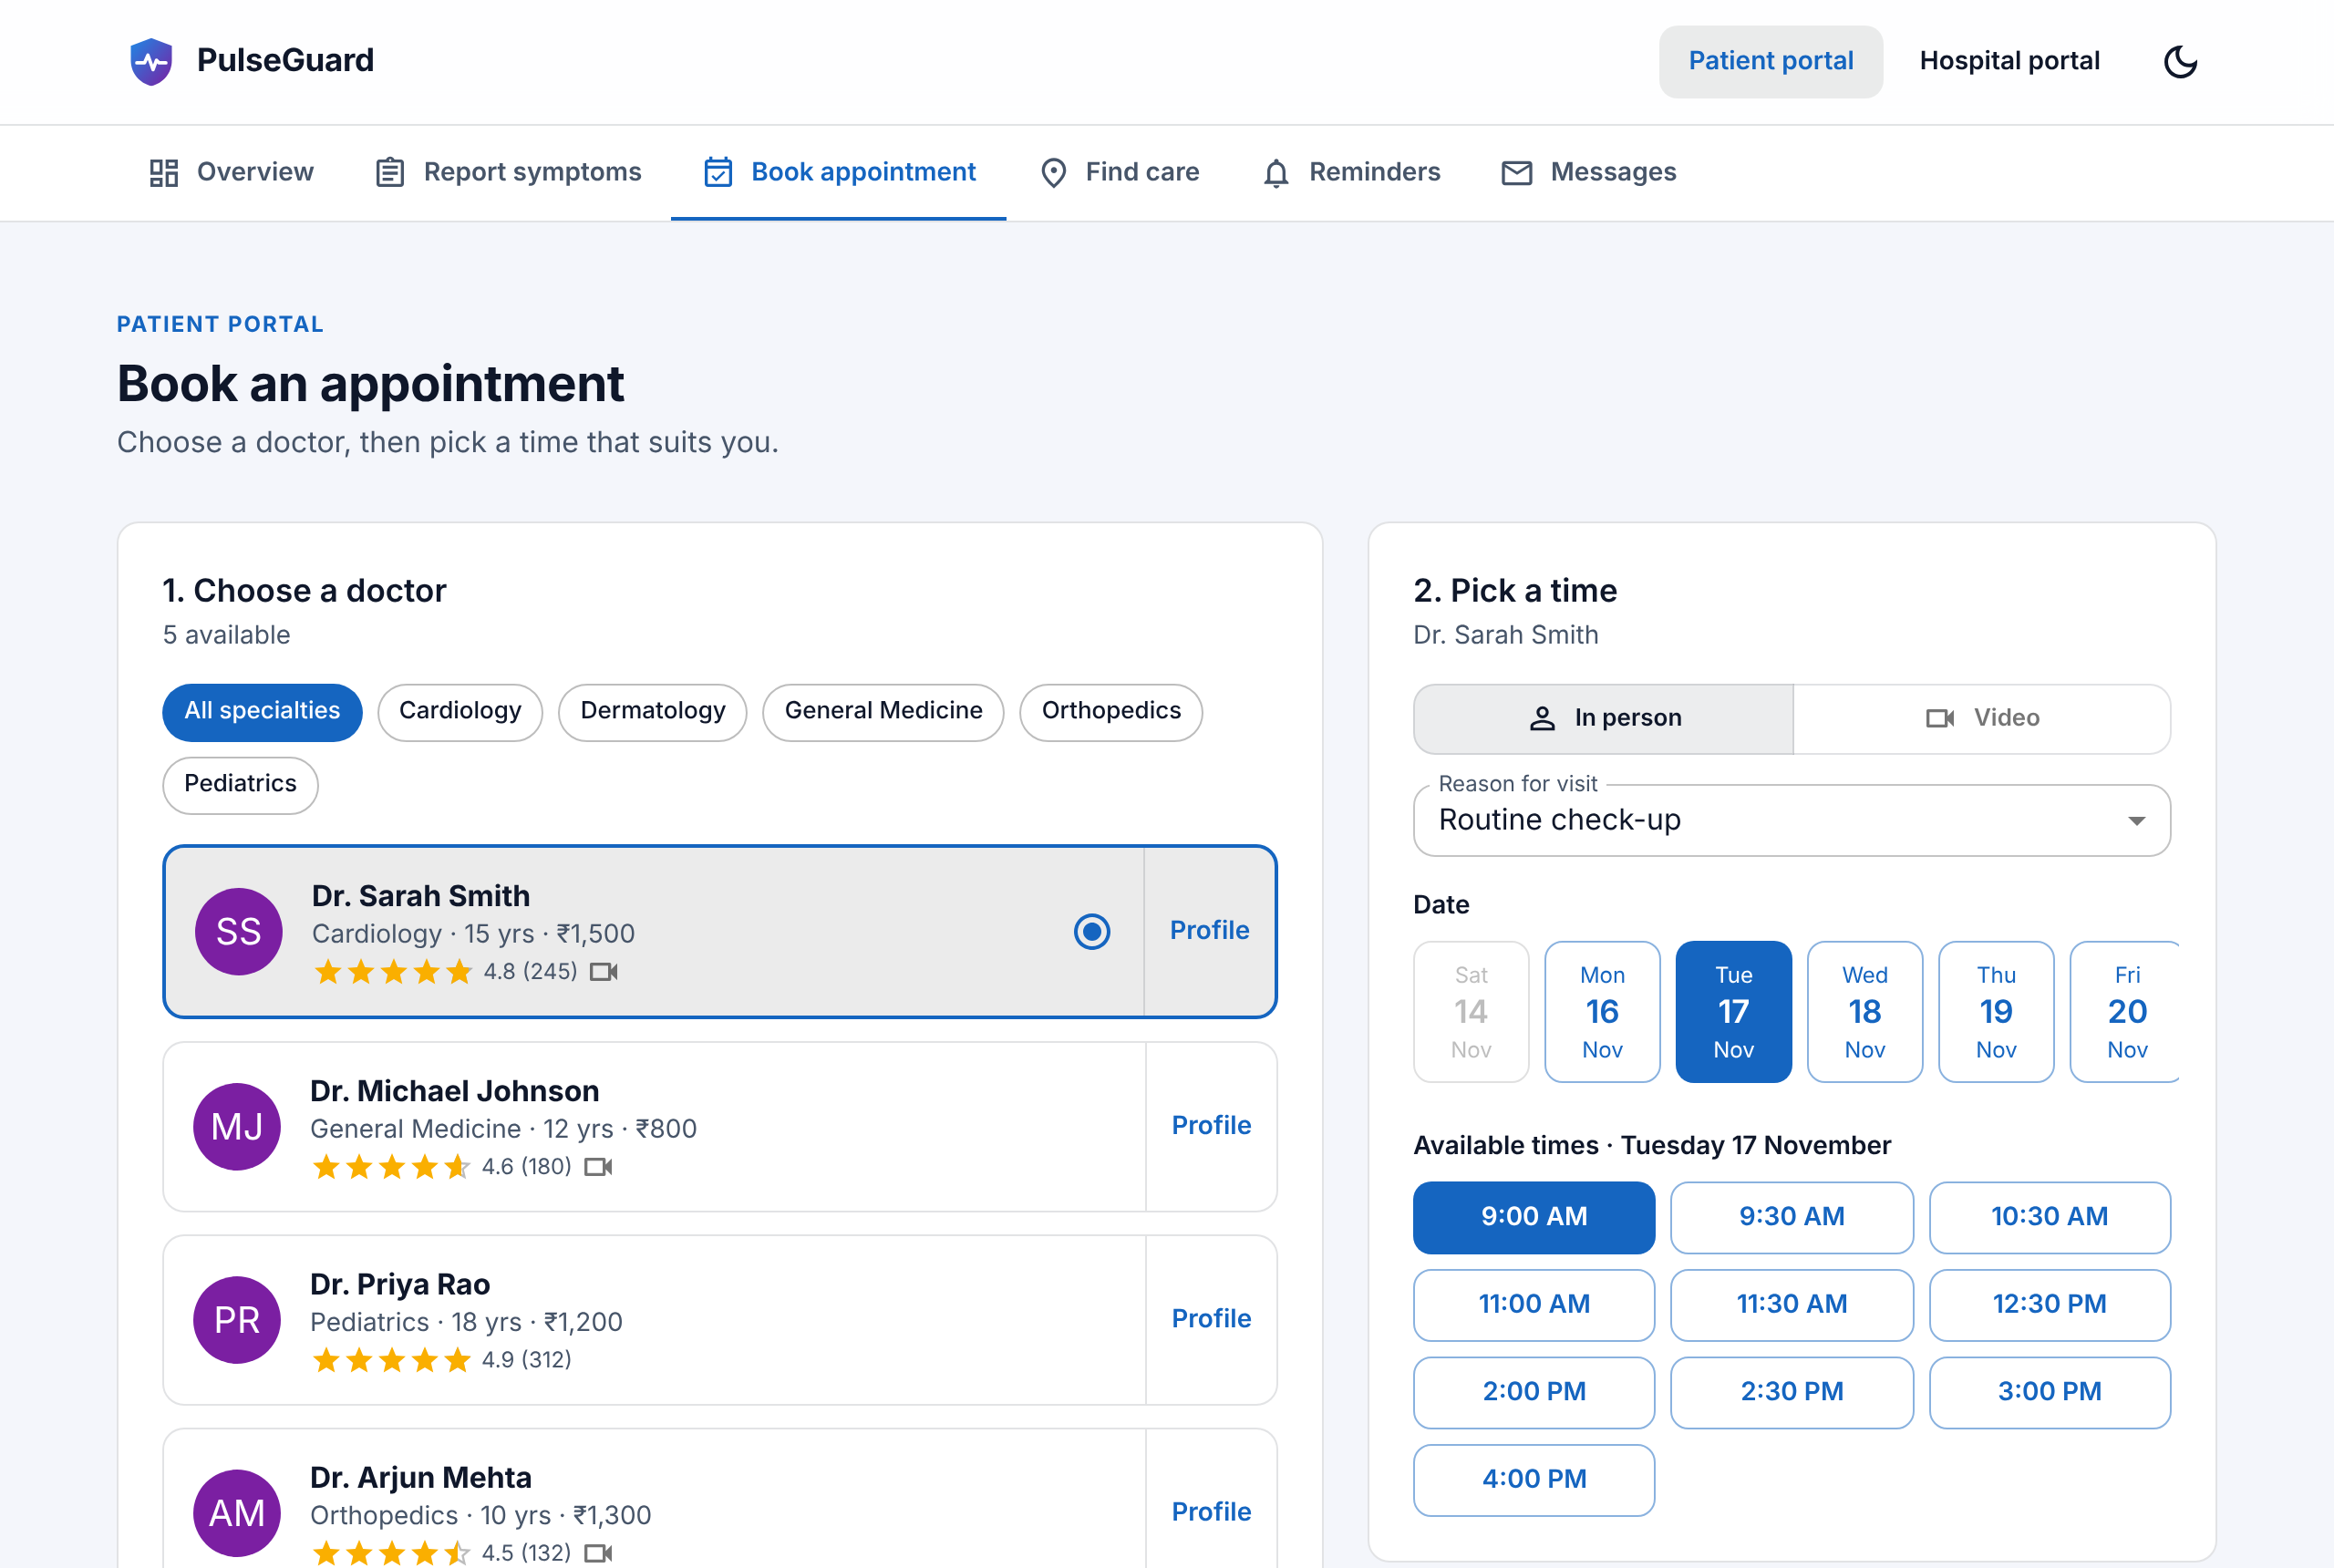 PulseGuard
Patient portal
Hospital portal
Overview
Report symptoms
Book appointment
Find care
Reminders
Messages
PATIENT PORTAL
Book an appointment
Choose a doctor, then pick a time that suits you.
1. Choose a doctor
5 available
All specialties
Cardiology
Dermatology
General Medicine
Orthopedics
Pediatrics
SS
Dr. Sarah Smith
Cardiology · 15 yrs · ₹1,500
4.8 (245)
Profile
MJ
Dr. Michael Johnson
General Medicine · 12 yrs · ₹800
4.6 (180)
Profile
PR
Dr. Priya Rao
Pediatrics · 18 yrs · ₹1,200
4.9 (312)
Profile
AM
Dr. Arjun Mehta
Orthopedics · 10 yrs · ₹1,300
4.5 (132)
Profile
2. Pick a time
Dr. Sarah Smith
In person
Video
Reason for visit
Routine check-up
Date
Sat
14
Nov
Mon
16
Nov
Tue
17
Nov
Wed
18
Nov
Thu
19
Nov
Fri
20
Nov
Available times · Tuesday 17 November
9:00 AM
9:30 AM
10:30 AM
11:00 AM
11:30 AM
12:30 PM
2:00 PM
2:30 PM
3:00 PM
4:00 PM